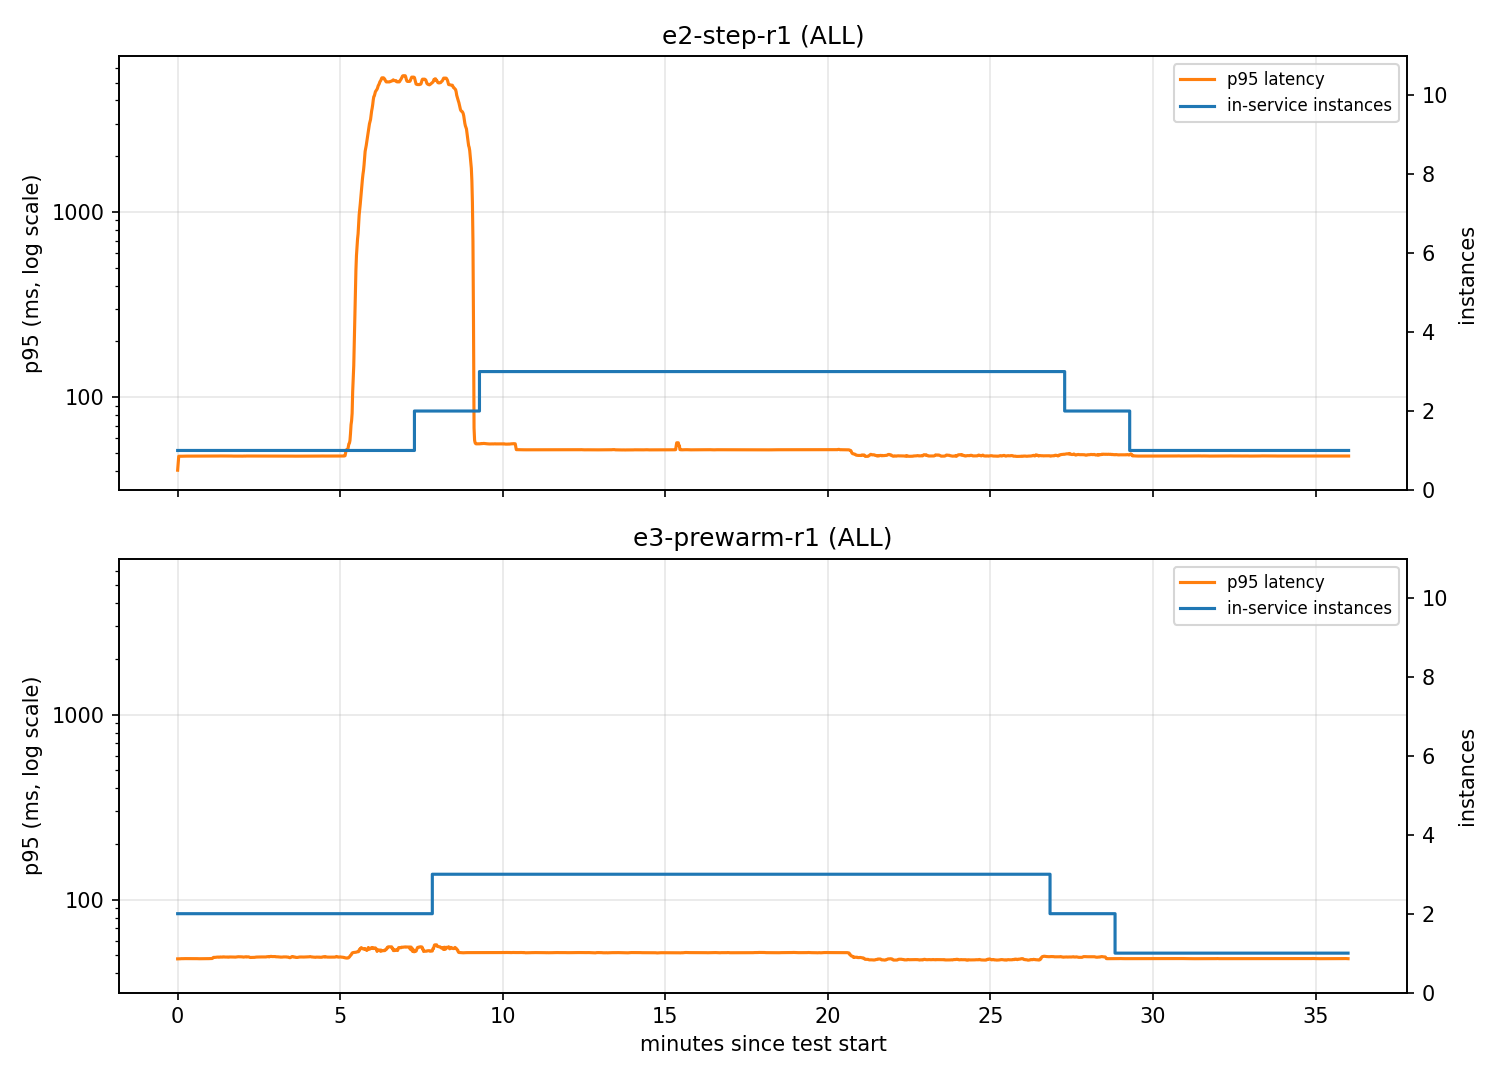 e2-step-r1 (ALL)
p95 latency
in-service instances
p95 (ms, log scale)
1000
100
10
8
6
4
2
0
instances
e3-prewarm-r1 (ALL)
p95 latency
in-service instances
p95 (ms, log scale)
1000
100
10
8
6
4
2
0
instances
0 5 10 15 20 25 30 35
minutes since test start